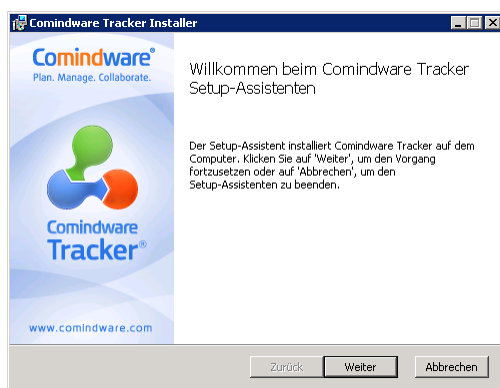 Comindware Tracker Installer
Comindware®
Plan. Manage. Collaborate.
Willkommen beim Comindware Tracker
Setup-Assistenten
Der Setup-Assistent installiert Comindware Tracker auf dem
Computer. Klicken Sie auf 'Weiter', um den Vorgang
fortzusetzen oder auf 'Abbrechen', um den
Setup-Assistenten zu beenden.
Comindware
Tracker®
www.comindware.com
Zurück Weiter Abbrechen